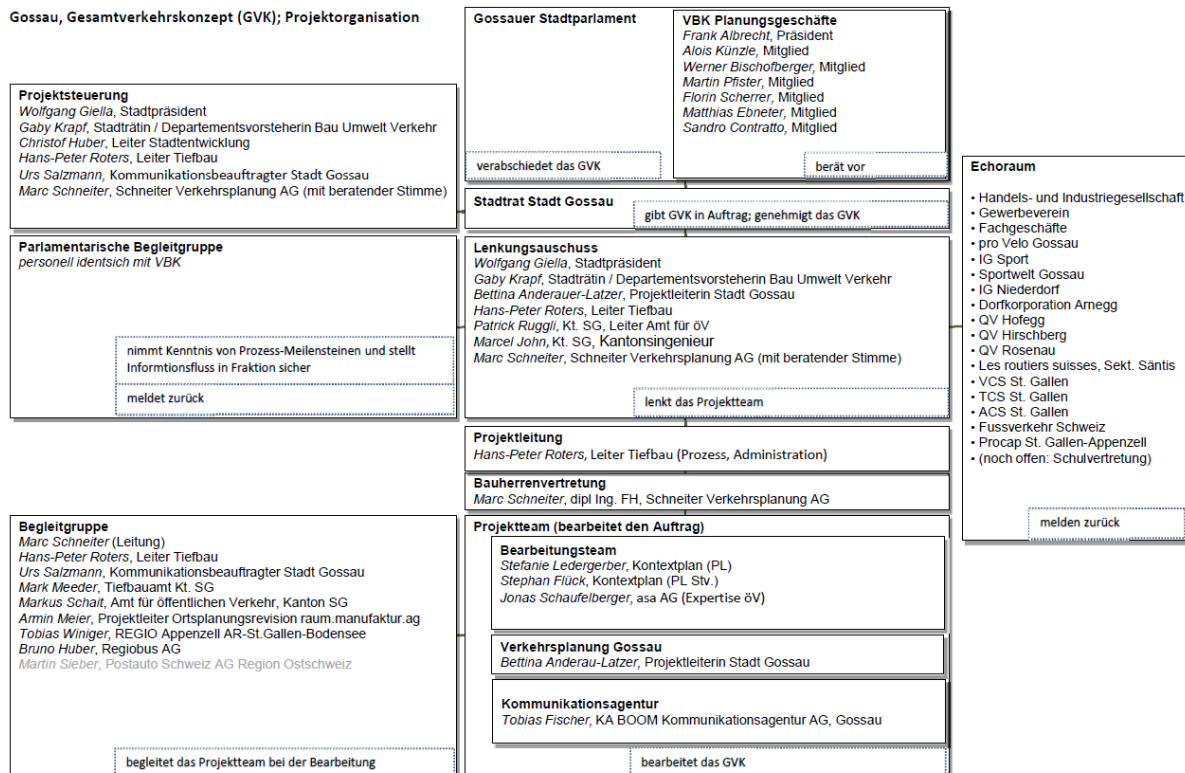 Gossau, Gesamtverkehrskonzept (GVK); Projektorganisation
Gossauer Stadtparlament
verabschiedet das GVK
VBK Planungsgeschäfte
Frank Albrecht, Präsident
Alois Künzle, Mitglied
Werner Bischofberger, Mitglied
Martin Pfister, Mitglied
Florin Scherrer, Mitglied
Matthias Ebneter, Mitglied
Sandro Contratto, Mitglied
berät vor
Projektsteuerung
Wolfgang Giella, Stadtpräsident
Gaby Krapf, Stadträtin / Departementsvorsteherin Bau Umwelt Verkehr
Christof Huber, Leiter Stadtentwicklung
Hans-Peter Roters, Leiter Tiefbau
Urs Salzmann, Kommunikationsbeauftragter Stadt Gossau
Marc Schneiter, Schneiter Verkehrsplanung AG (mit beratender Stimme)
Stadtrat Stadt Gossau
gibt GVK in Auftrag; genehmigt das GVK
Parlamentarische Begleitgruppe
personell identsich mit VBK
nimmt Kenntnis von Prozess-Meilensteinen und stellt
Informtionsfluss in Fraktion sicher
meldet zurück
Lenkungsauschuss
Wolfgang Giella, Stadtpräsident
Gaby Krapf, Stadträtin / Departementsvorsteherin Bau Umwelt Verkehr
Bettina Anderauer-Latzer, Projektleiterin Stadt Gossau
Hans-Peter Roters, Leiter Tiefbau
Patrick Ruggli, Kt. SG, Leiter Amt für öV
Marcel John, Kt. SG, Kantonsingenieur
Marc Schneiter, Schneiter Verkehrsplanung AG (mit beratender Stimme)
lenkt das Projektteam
Echoraum
• Handels- und Industriegesellschaft
• Gewerbeverein
• Fachgeschäfte
• pro Velo Gossau
• IG Sport
• Sportwelt Gossau
• IG Niederdorf
• Dorfkorporation Arnegg
• QV Hofegg
• QV Hirschberg
• QV Rosenau
• Les routiers suisses, Sekt. Säntis
• VCS St. Gallen
• TCS St. Gallen
• ACS St. Gallen
• Fussverkehr Schweiz
• Procap St. Gallen-Appenzell
• (noch offen: Schulvertretung)
melden zurück
Projektleitung
Hans-Peter Roters, Leiter Tiefbau (Prozess, Administration)
Bauherrenvertretung
Marc Schneiter, dipl Ing. FH, Schneiter Verkehrsplanung AG
Begleitgruppe
Marc Schneiter (Leitung)
Hans-Peter Roters, Leiter Tiefbau
Urs Salzmann, Kommunikationsbeauftragter Stadt Gossau
Mark Meeder, Tiefbauamt Kt. SG
Markus Schait, Amt für öffentlichen Verkehr, Kanton SG
Armin Meier, Projektleiter Ortsplanungsrevision raum.manufaktur.ag
Tobias Winiger, REGIO Appenzell AR-St.Gallen-Bodensee
Bruno Huber, Regiobus AG
Martin Sieber, Postauto Schweiz AG Region Ostschweiz
begleitet das Projektteam bei der Bearbeitung
Projektteam (bearbeitet den Auftrag)
Bearbeitungsteam
Stefanie Ledergerber, Kontextplan (PL)
Stephan Flück, Kontextplan (PL Stv.)
Jonas Schaufelberger, asa AG (Expertise öV)
Verkehrsplanung Gossau
Bettina Anderau-Latzer, Projektleiterin Stadt Gossau
Kommunikationsagentur
Tobias Fischer, KA BOOM Kommunikationsagentur AG, Gossau
bearbeitet das GVK